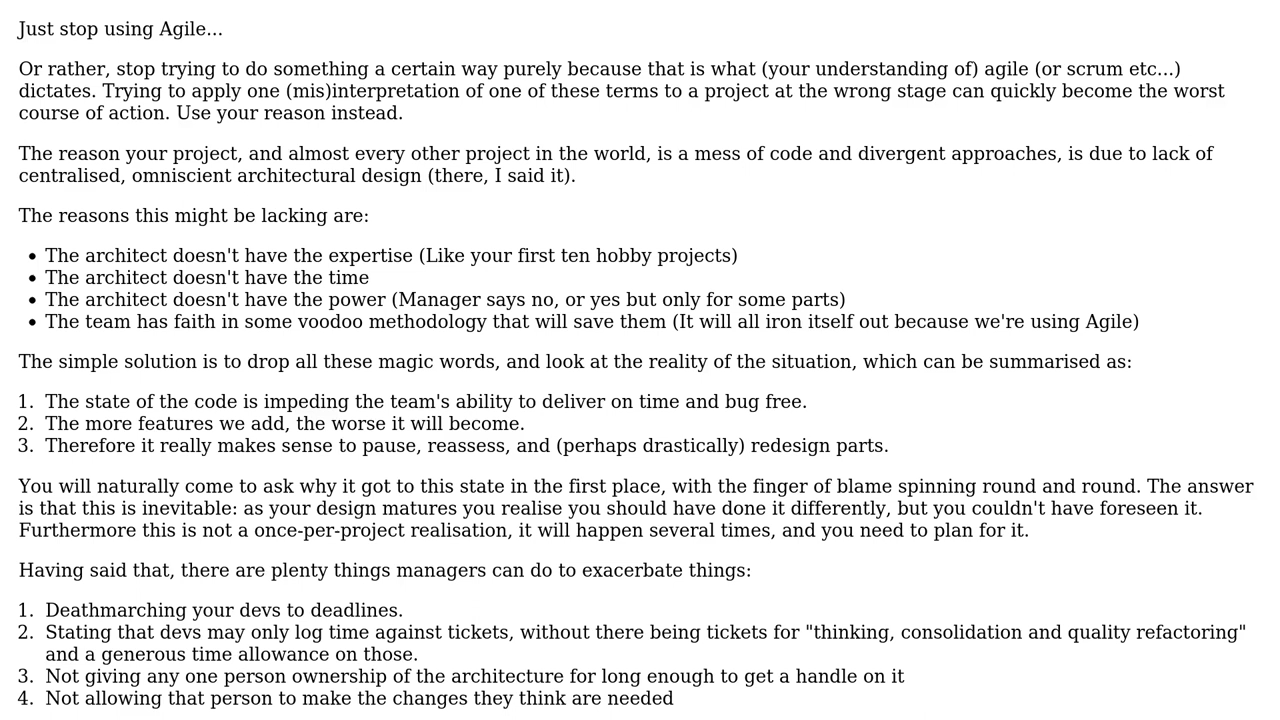 Just stop using Agile...
Or rather, stop trying to do something a certain way purely because that is what (your understanding of) agile (or scrum etc...)
dictates. Trying to apply one (mis)interpretation of one of these terms to a project at the wrong stage can quickly become the worst
course of action. Use your reason instead.
The reason your project, and almost every other project in the world, is a mess of code and divergent approaches, is due to lack of
centralised, omniscient architectural design (there, I said it).
The reasons this might be lacking are:
• The architect doesn't have the expertise (Like your first ten hobby projects)
• The architect doesn't have the time
• The architect doesn't have the power (Manager says no, or yes but only for some parts)
• The team has faith in some voodoo methodology that will save them (It will all iron itself out because we're using Agile)
The simple solution is to drop all these magic words, and look at the reality of the situation, which can be summarised as:
1. The state of the code is impeding the team's ability to deliver on time and bug free.
2. The more features we add, the worse it will become.
3. Therefore it really makes sense to pause, reassess, and (perhaps drastically) redesign parts.
You will naturally come to ask why it got to this state in the first place, with the finger of blame spinning round and round. The answer
is that this is inevitable: as your design matures you realise you should have done it differently, but you couldn't have foreseen it.
Furthermore this is not a once-per-project realisation, it will happen several times, and you need to plan for it.
Having said that, there are plenty things managers can do to exacerbate things:
1. Deathmarching your devs to deadlines.
2. Stating that devs may only log time against tickets, without there being tickets for "thinking, consolidation and quality refactoring"
and a generous time allowance on those.
3. Not giving any one person ownership of the architecture for long enough to get a handle on it
4. Not allowing that person to make the changes they think are needed